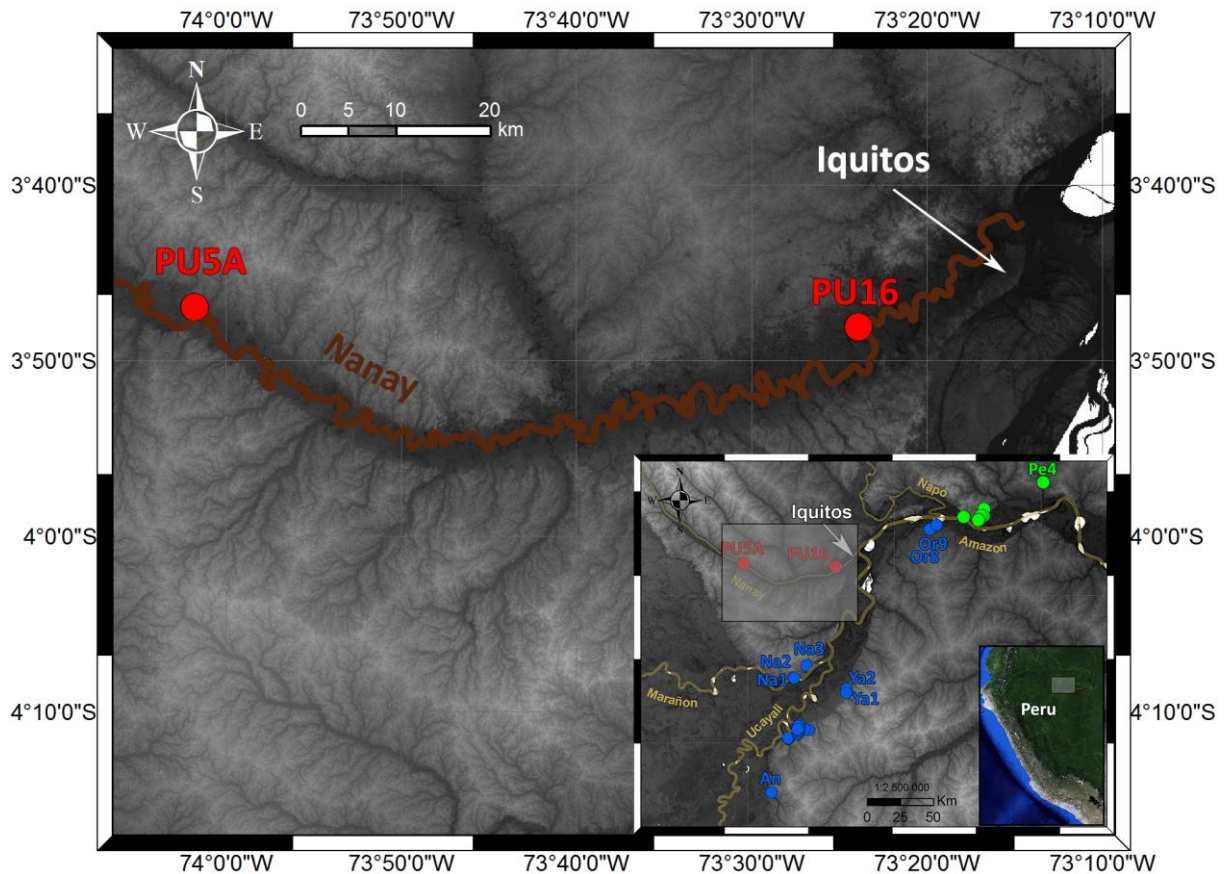 74°0'0"W 73°50'0"W 73°40'0"W 73°30'0"W 73°20'0"W 73°10'0"W
N
W E
S
0 5 10 20
km
Iquitos
3°40'0"S 3°40'0"S
PU5A
PU16
Nanay
3°50'0"S 3°50'0"S
4°0'0"S 4°0'0"S
4°10'0"S 4°10'0"S
N
W E
S
Napo
Pe4
Iquitos
Or9
Or8
Amazon
PU5A
PU16
Nanay
Na3
Na2
Na1
Ya2
Ya1
Marañon
Ucayali
An
1:2.500.000
Km
0 25 50
Peru
74°0'0"W 73°50'0"W 73°40'0"W 73°30'0"W 73°20'0"W 73°10'0"W